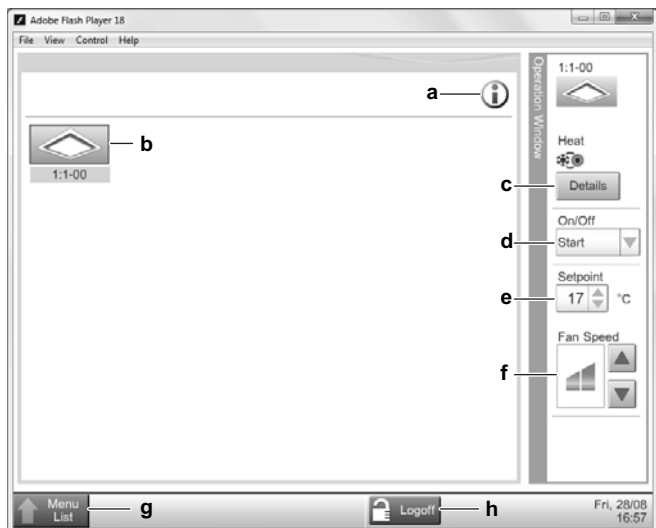 Adobe Flash Player 18
File View Control Help
a
b
1:1-00
Operation Window
1:1-00
Heat
c
Details
On/Off
d
Start
Setpoint
e
17 °C
Fan Speed
f
Menu
List
g
Logoff
h
Fri, 28/08
16:57